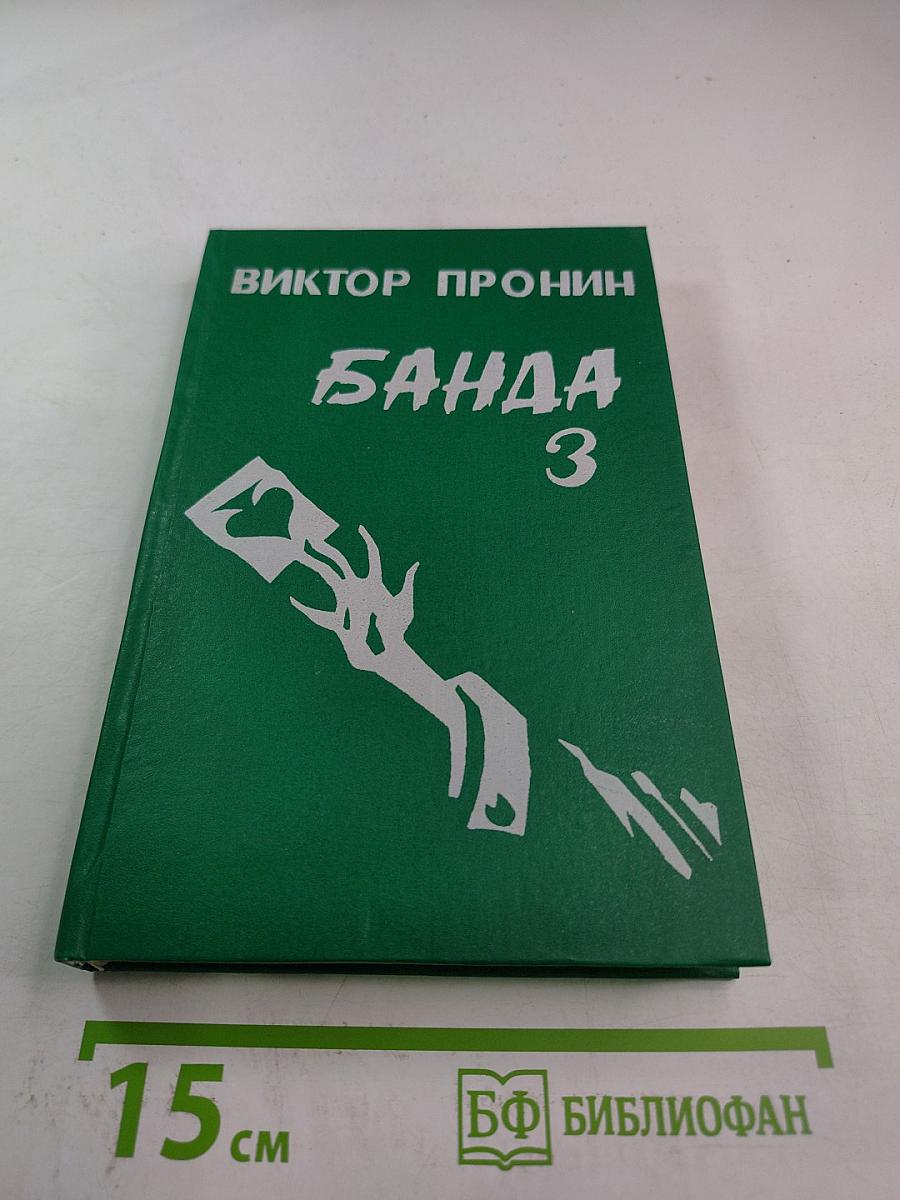 ВИКТОР ПРОНИН
БАНДА
3
15 см
БФ БИБЛИОФАН